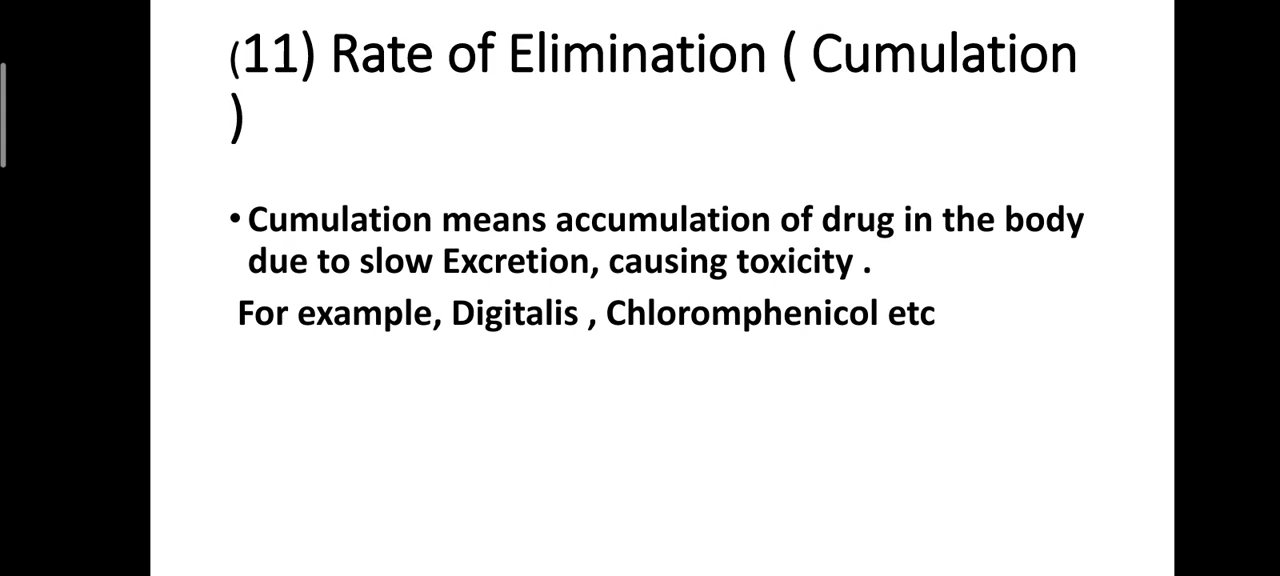 (11) Rate of Elimination ( Cumulation
)
• Cumulation means accumulation of drug in the body
due to slow Excretion, causing toxicity .
For example, Digitalis , Chloromphenicol etc